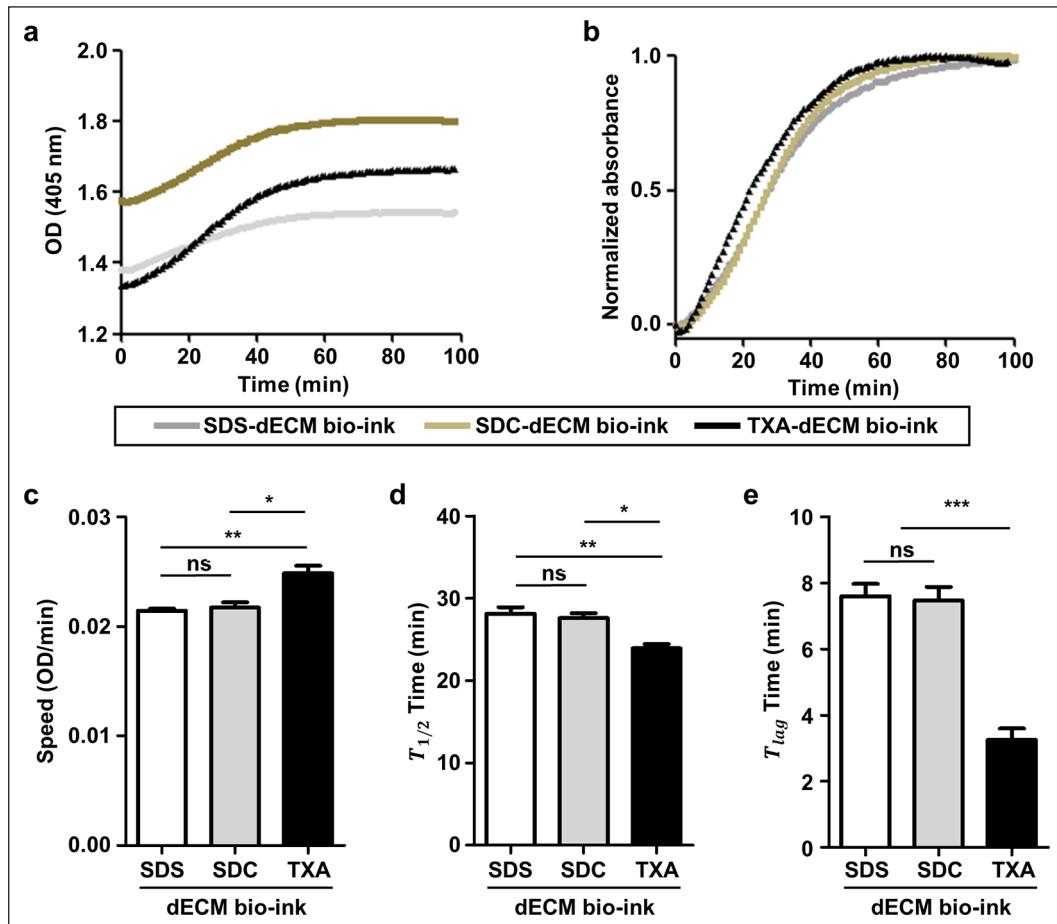 a
2.0
1.8
1.6
1.4
1.2
OD (405 nm)
0 20 40 60 80 100
Time (min)
b
1.0
0.5
0.0
Normalized absorbance
0 20 40 60 80 100
Time (min)
SDS-dECM bio-ink SDC-dECM bio-ink TXA-dECM bio-ink
c
0.03
0.02
0.01
0.00
Speed (OD/min)
*
**
ns
SDS SDC TXA
dECM bio-ink
d
40
30
20
10
0
T1/2 Time (min)
*
**
ns
SDS SDC TXA
dECM bio-ink
e
10
8
6
4
2
0
Tlag Time (min)
***
ns
SDS SDC TXA
dECM bio-ink